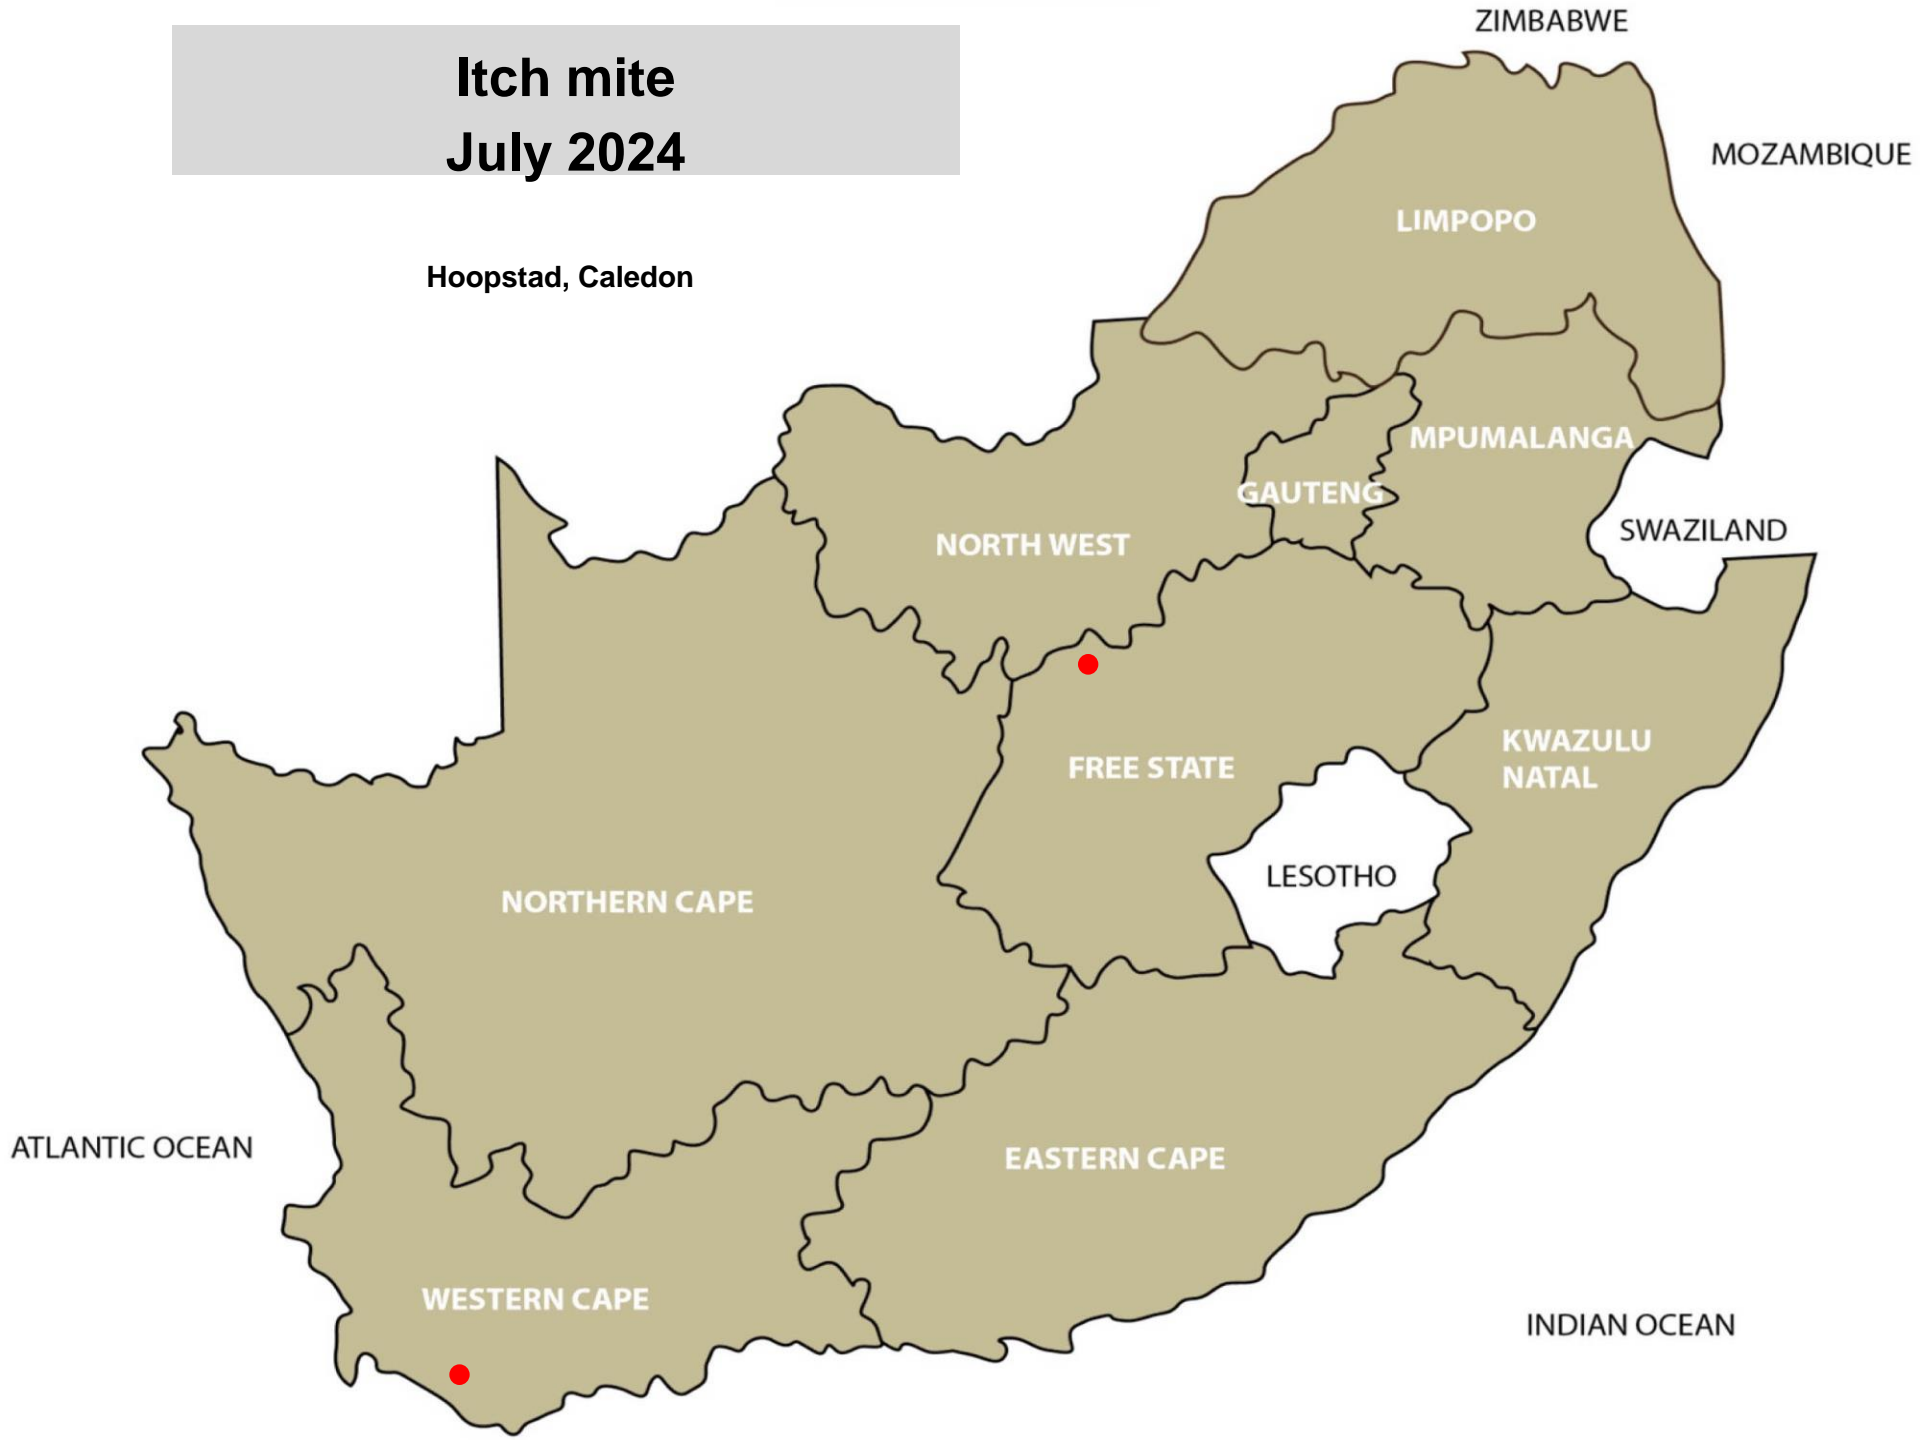 Itch mite
July 2024
Hoopstad, Caledon
ZIMBABWE
MOZAMBIQUE
LIMPOPO
MPUMALANGA
GAUTENG
SWAZILAND
NORTH WEST
KWAZULU
NATAL
FREE STATE
LESOTHO
NORTHERN CAPE
ATLANTIC OCEAN
EASTERN CAPE
WESTERN CAPE
INDIAN OCEAN